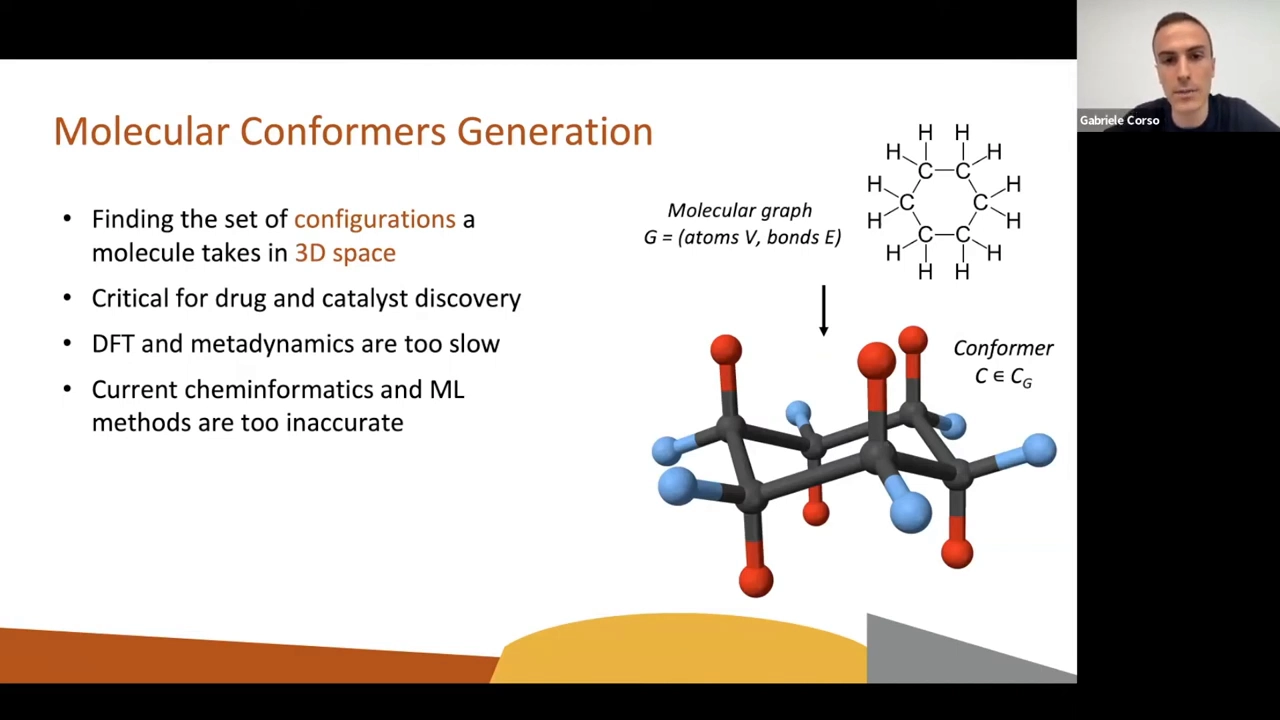 Molecular Conformers Generation
• Finding the set of configurations a
molecule takes in 3D space
• Critical for drug and catalyst discovery
• DFT and metadynamics are too slow
• Current cheminformatics and ML
methods are too inaccurate
Molecular graph
G = (atoms V, bonds E)
H H
H C C H
H C C H
H H
H C C H
H H
Conformer
C ∈ C_G
Gabriele Corso